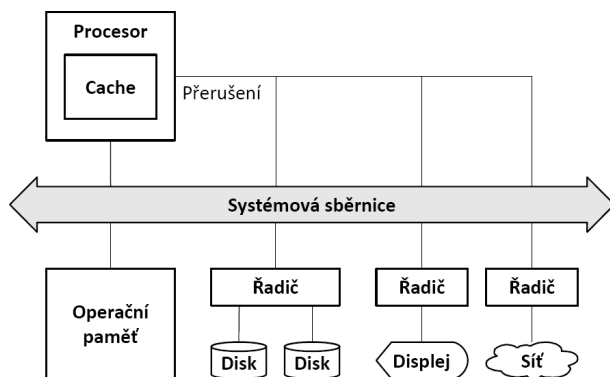 Procesor
Cache
Přerušení
Systémová sběrnice
Operační
paměť
Řadič
Řadič
Řadič
Disk
Disk
Displej
Síť